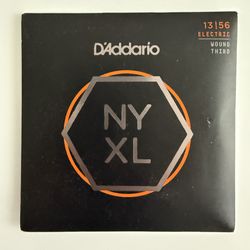 D'Addario
13|56
ELECTRIC
WOUND
THIRD
NY
XL